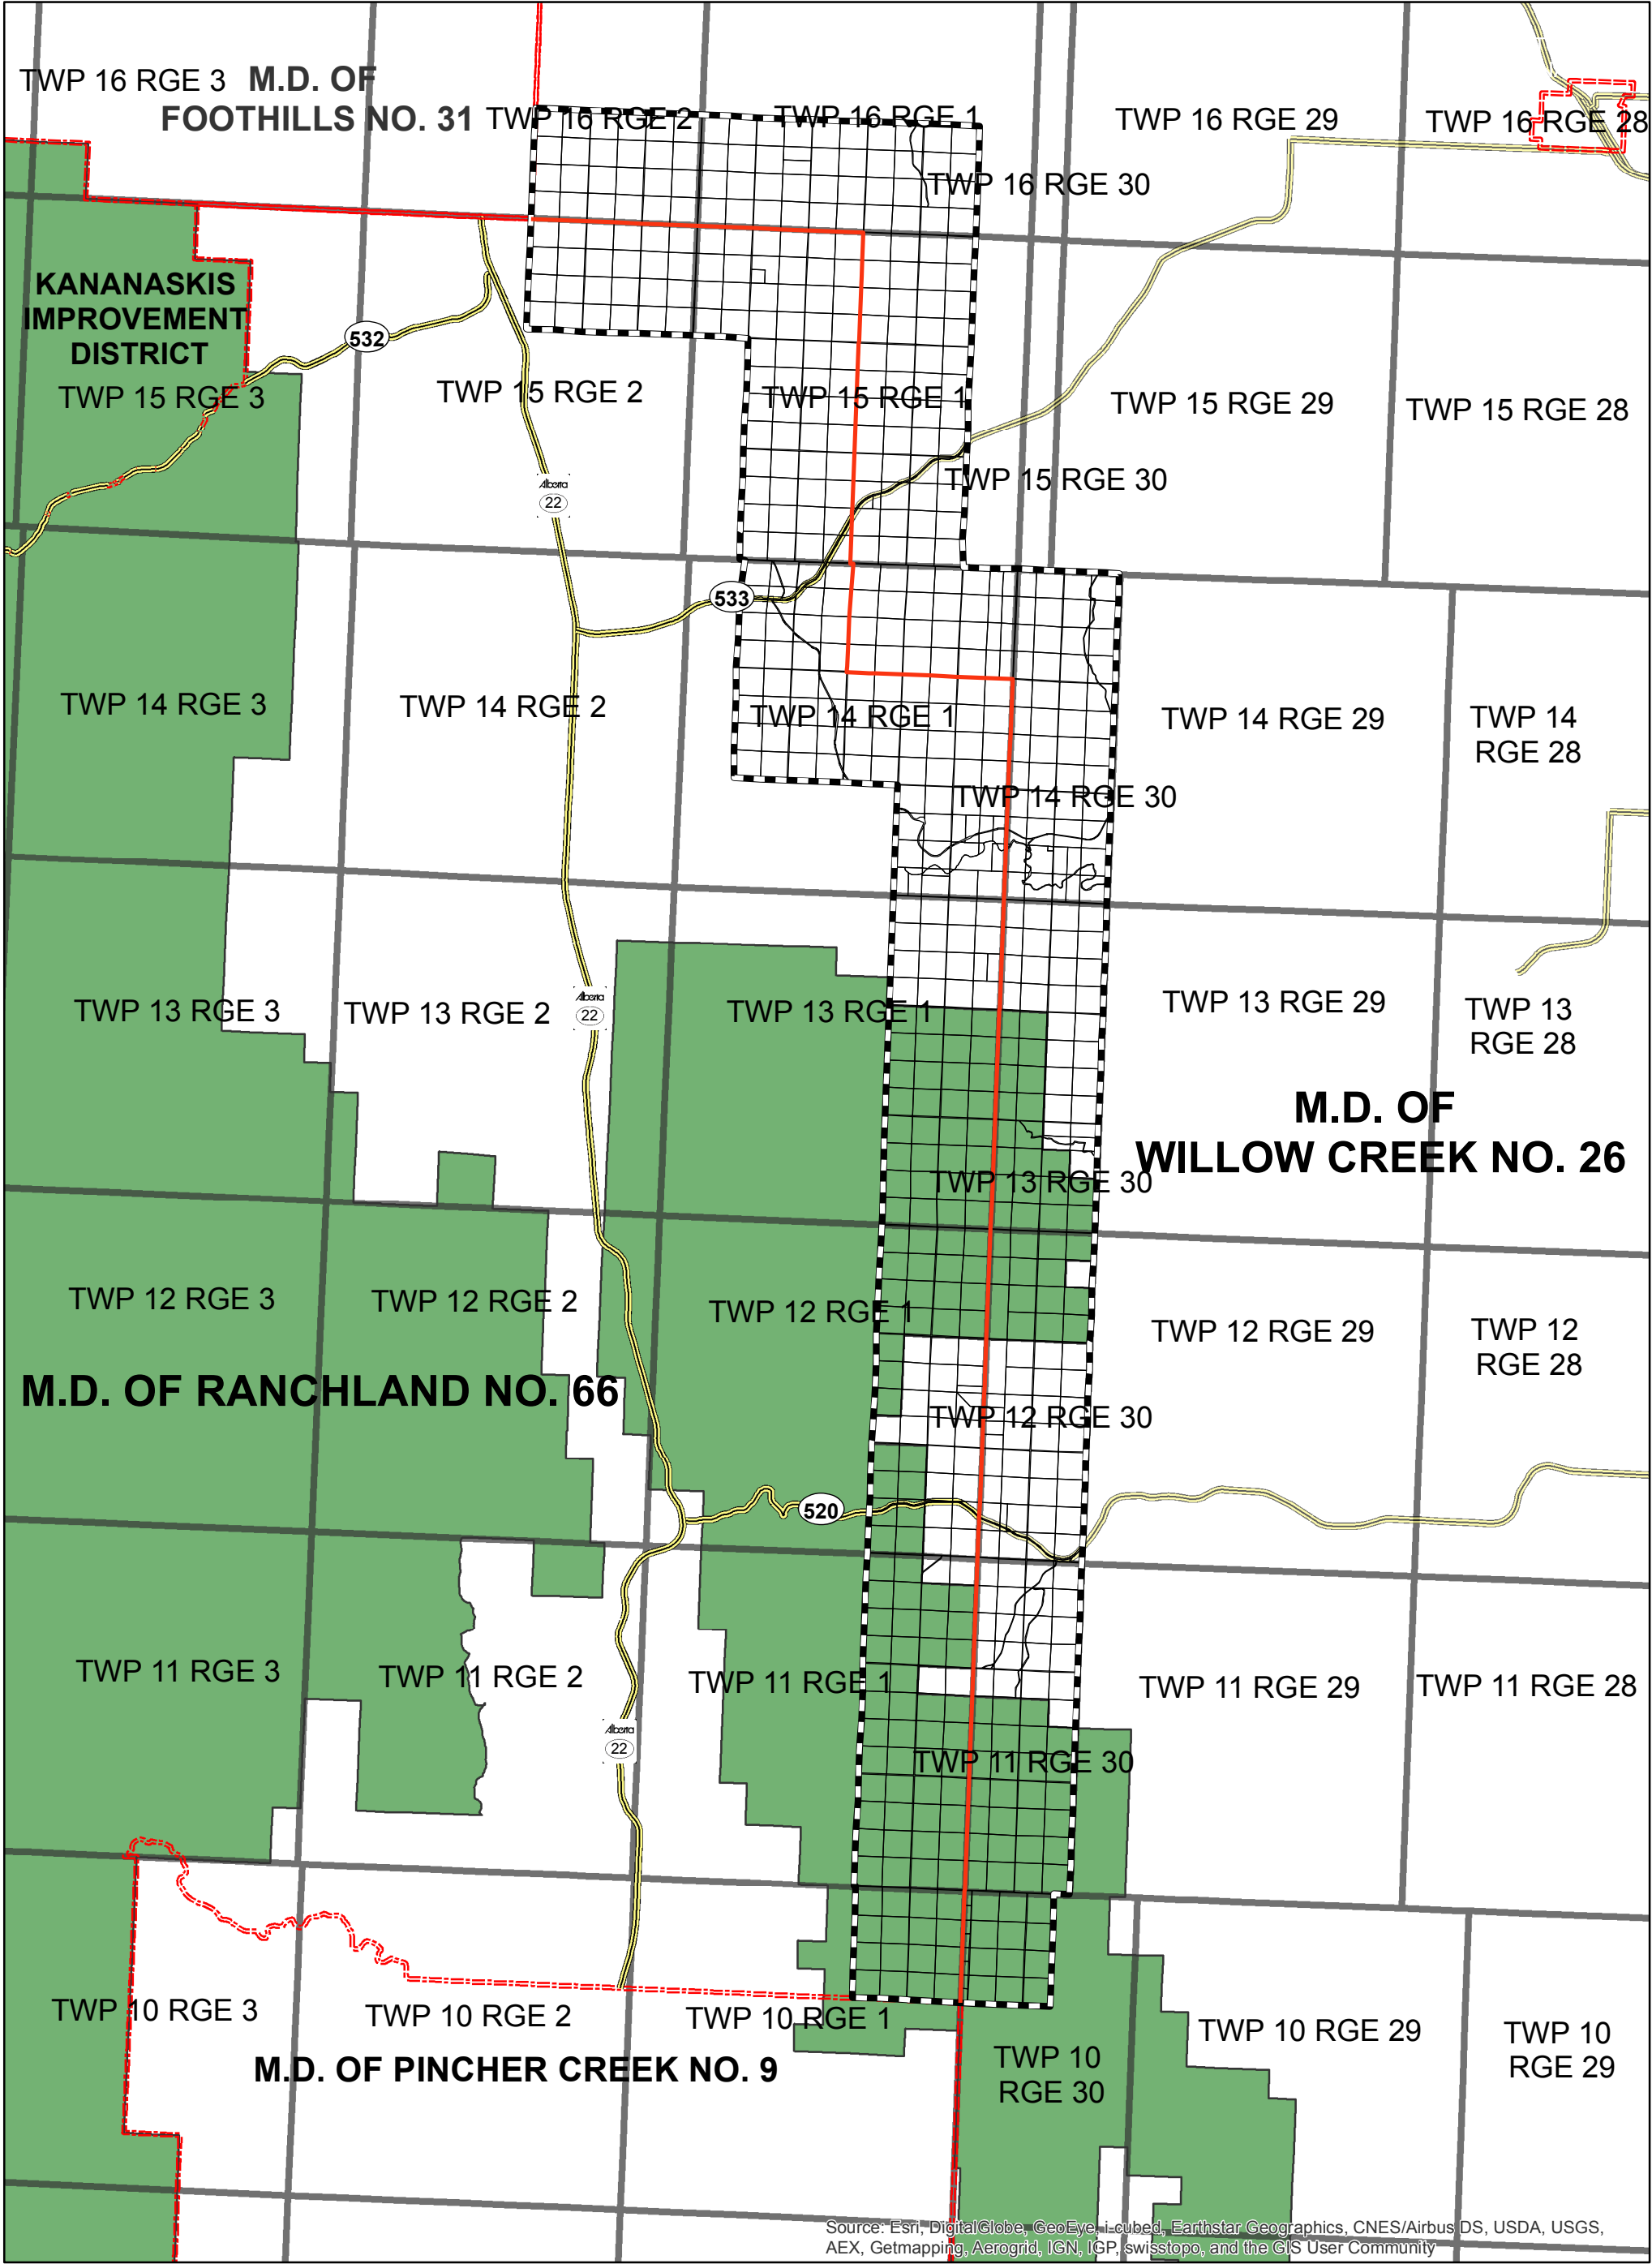 TWP 16 RGE 3
M.D. OF
FOOTHILLS NO. 31
TWP 16 RGE 2
TWP 16 RGE 1
TWP 16 RGE 29
TWP 16 RGE 28
TWP 16 RGE 30
KANANASKIS
IMPROVEMENT
DISTRICT
532
TWP 15 RGE 3
TWP 15 RGE 2
TWP 15 RGE 1
TWP 15 RGE 29
TWP 15 RGE 28
Alberta
22
TWP 15 RGE 30
533
TWP 14 RGE 3
TWP 14 RGE 2
TWP 14 RGE 1
TWP 14 RGE 29
TWP 14
RGE 28
TWP 14 RGE 30
TWP 13 RGE 3
TWP 13 RGE 2
Alberta
22
TWP 13 RGE 1
TWP 13 RGE 29
TWP 13
RGE 28
M.D. OF
WILLOW CREEK NO. 26
TWP 13 RGE 30
TWP 12 RGE 3
TWP 12 RGE 2
TWP 12 RGE 1
TWP 12 RGE 29
TWP 12
RGE 28
M.D. OF RANCHLAND NO. 66
TWP 12 RGE 30
520
TWP 11 RGE 3
TWP 11 RGE 2
TWP 11 RGE 1
TWP 11 RGE 29
TWP 11 RGE 28
Alberta
22
TWP 11 RGE 30
TWP 10 RGE 3
TWP 10 RGE 2
TWP 10 RGE 1
TWP 10 RGE 29
TWP 10
RGE 29
TWP 10
RGE 30
M.D. OF PINCHER CREEK NO. 9
Source: Esri, DigitalGlobe, GeoEye, i-cubed, Earthstar Geographics, CNES/Airbus DS, USDA, USGS,
AEX, Getmapping, Aerogrid, IGN, IGP, swisstopo, and the GIS User Community